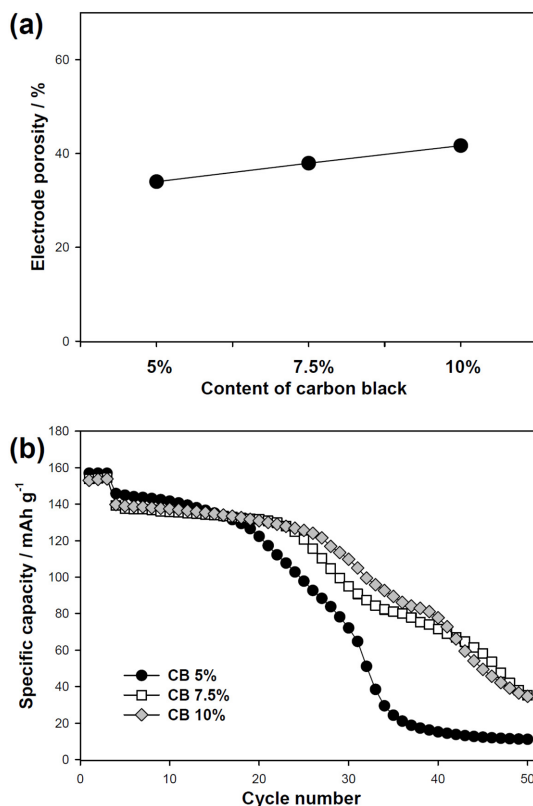 (a)
Electrode porosity / %
60
40
20
0
5%
7.5%
10%
Content of carbon black
(b)
Specific capacity / mAh g⁻¹
180
160
140
120
100
80
60
40
20
0
CB 5%
CB 7.5%
CB 10%
0
10
20
30
40
50
Cycle number